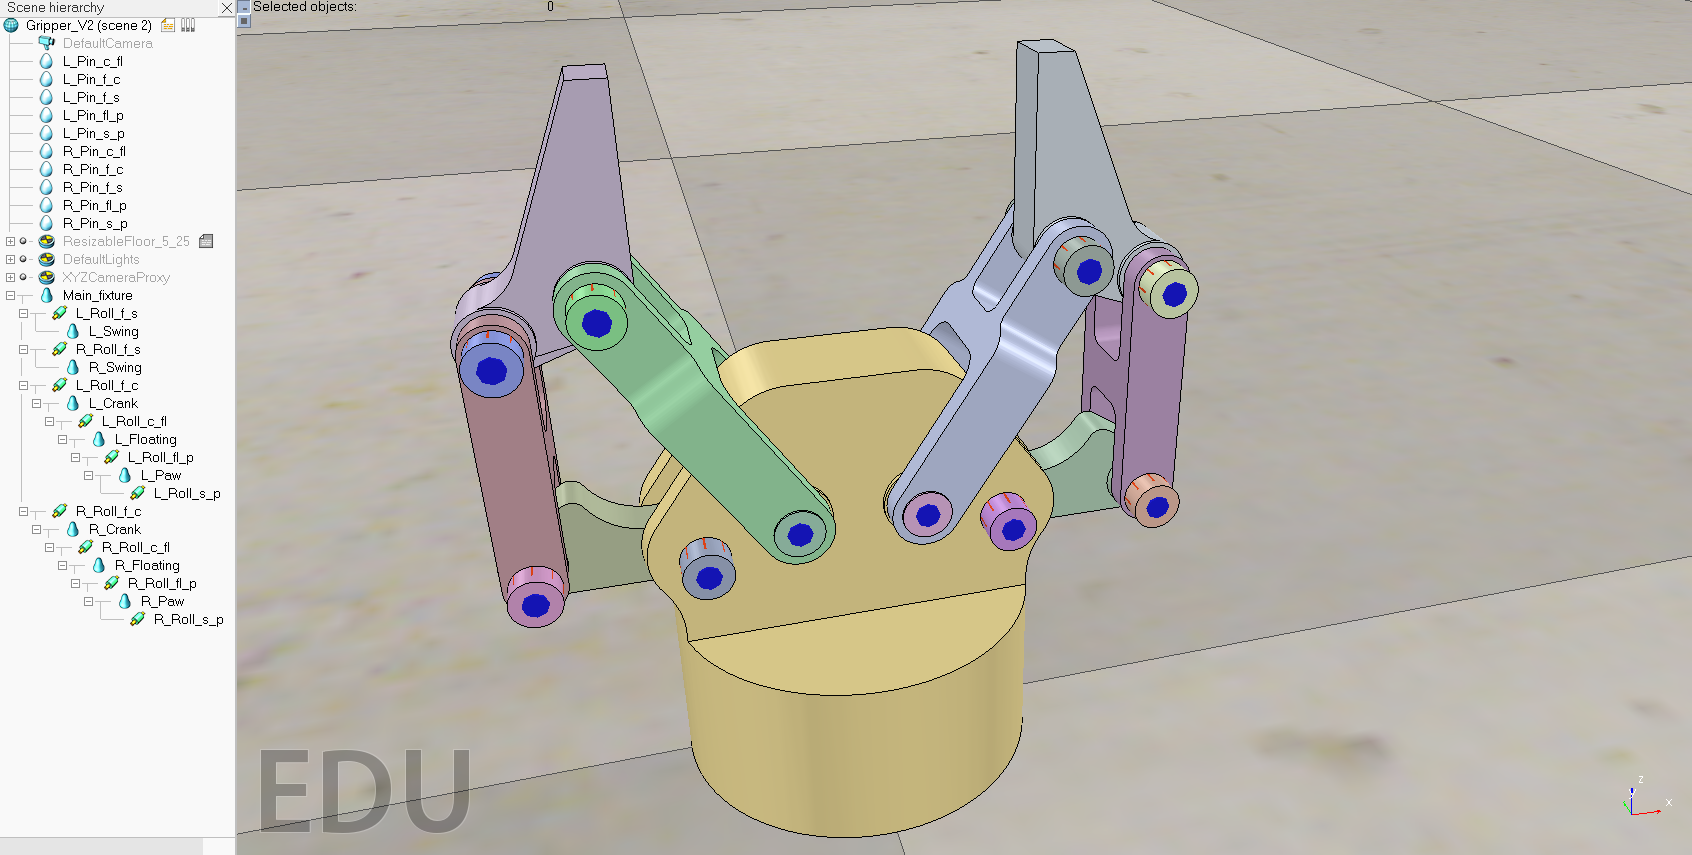 Scene hierarchy
Selected objects: 0
Gripper_V2 (scene 2)
DefaultCamera
L_Pin_c_fl
L_Pin_f_c
L_Pin_f_s
L_Pin_fl_p
L_Pin_s_p
R_Pin_c_fl
R_Pin_f_c
R_Pin_f_s
R_Pin_fl_p
R_Pin_s_p
ResizableFloor_5_25
DefaultLights
XYZCameraProxy
Main_fixture
L_Roll_f_s
L_Swing
R_Roll_f_s
R_Swing
L_Roll_f_c
L_Crank
L_Roll_c_fl
L_Floating
L_Roll_fl_p
L_Paw
L_Roll_s_p
R_Roll_f_c
R_Crank
R_Roll_c_fl
R_Floating
R_Roll_fl_p
R_Paw
R_Roll_s_p
EDU
z
x